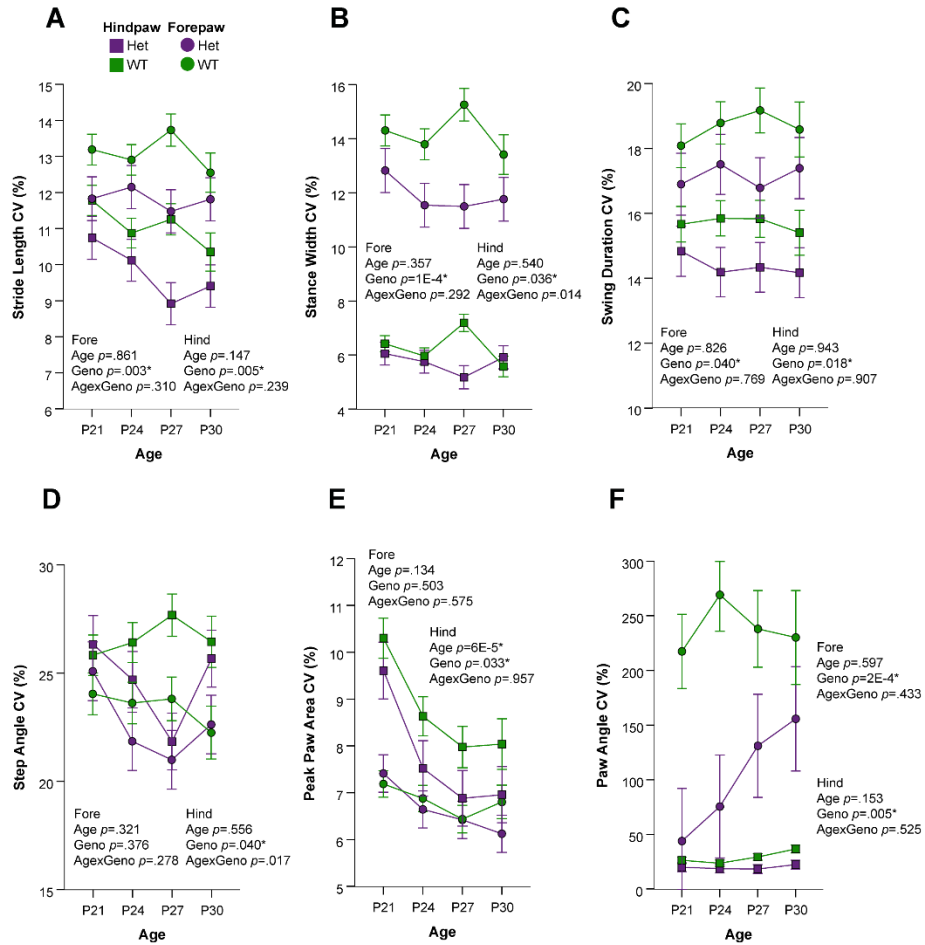 A
Hindpaw Forepaw
Het Het
WT WT
Stride Length CV (%)
15
14
13
12
11
10
9
8
7
6
Fore
Age p=.861
Geno p=.003*
AgexGeno p=.310
Hind
Age p=.147
Geno p=.005*
AgexGeno p=.239
P21 P24 P27 P30
Age
B
Stance Width CV (%)
16
14
12
10
8
6
4
Fore
Age p=.357
Geno p=1E-4*
AgexGeno p=.292
Hind
Age p=.540
Geno p=.036*
AgexGeno p=.014
P21 P24 P27 P30
Age
C
Swing Duration CV (%)
20
18
16
14
12
10
Fore
Age p=.826
Geno p=.040*
AgexGeno p=.769
Hind
Age p=.943
Geno p=.018*
AgexGeno p=.907
P21 P24 P27 P30
Age
D
Step Angle CV (%)
30
25
20
15
Fore
Age p=.321
Geno p=.376
AgexGeno p=.278
Hind
Age p=.556
Geno p=.040*
AgexGeno p=.017
P21 P24 P27 P30
Age
E
Peak Paw Area CV (%)
12
11
10
9
8
7
6
5
Fore
Age p=.134
Geno p=.503
AgexGeno p=.575
Hind
Age p=6E-5*
Geno p=.033*
AgexGeno p=.957
P21 P24 P27 P30
Age
F
Paw Angle CV (%)
300
250
200
150
100
50
0
Fore
Age p=.597
Geno p=2E-4*
AgexGeno p=.433
Hind
Age p=.153
Geno p=.005*
AgexGeno p=.525
P21 P24 P27 P30
Age